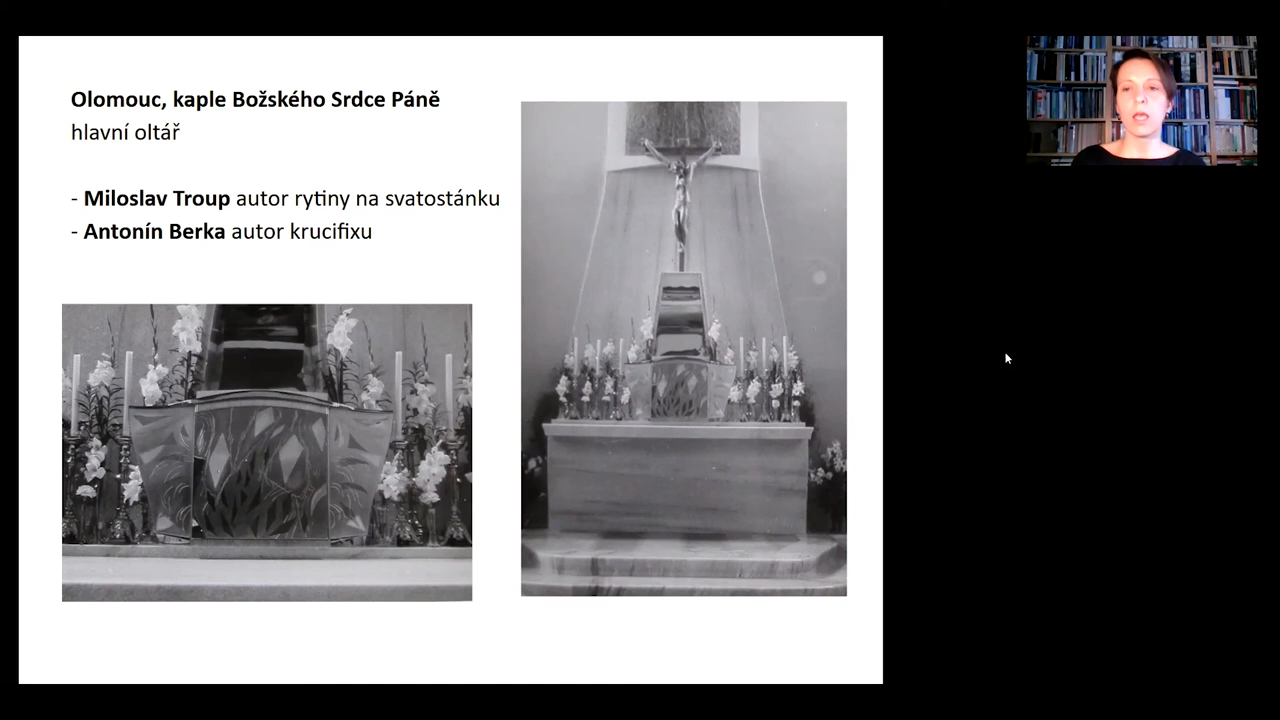 Olomouc, kaple Božského Srdce Páně
hlavní oltář
- Miloslav Troup autor rytiny na svatostánku
- Antonín Berka autor krucifixu